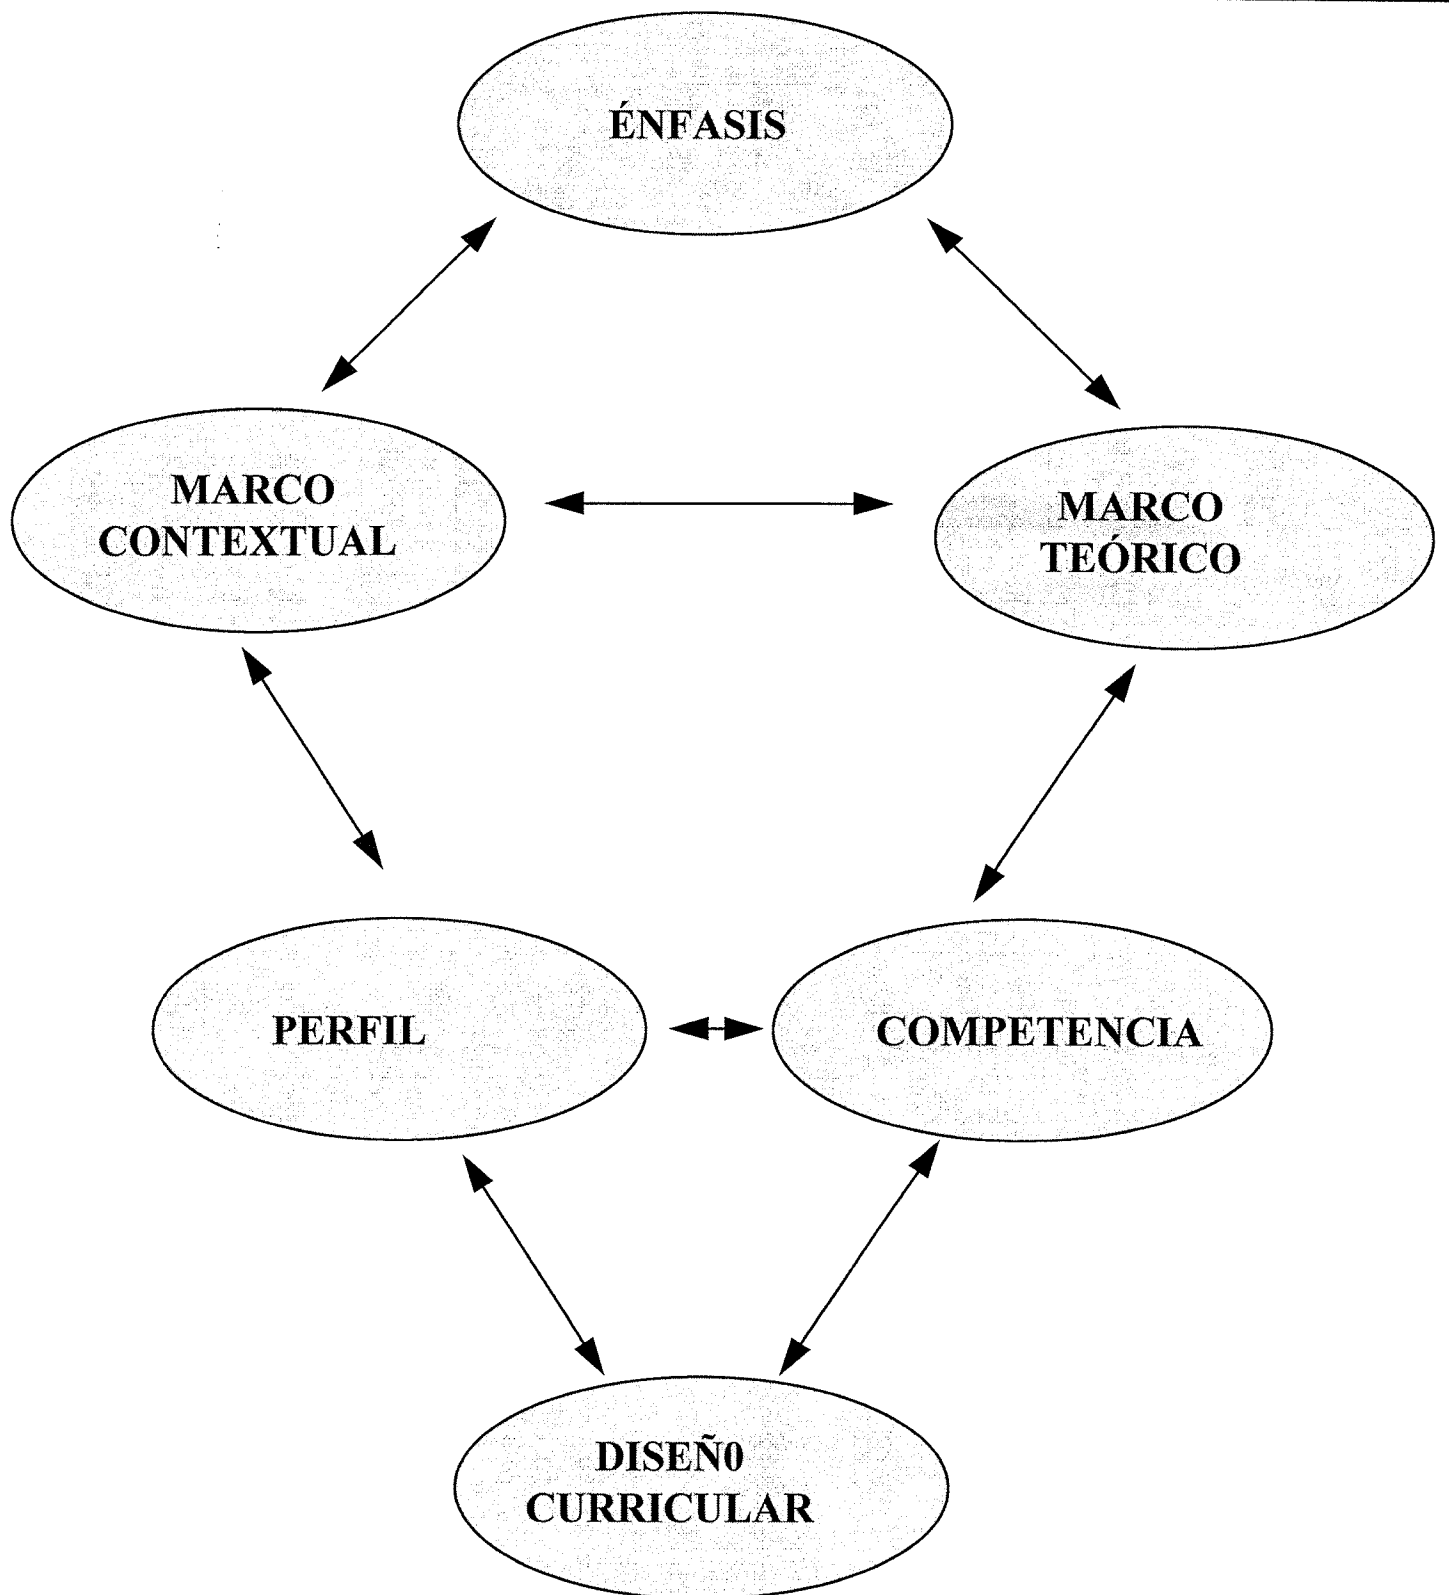 ÉNFASIS
MARCO
CONTEXTUAL
MARCO
TEÓRICO
PERFIL
COMPETENCIA
DISEÑ0
CURRICULAR